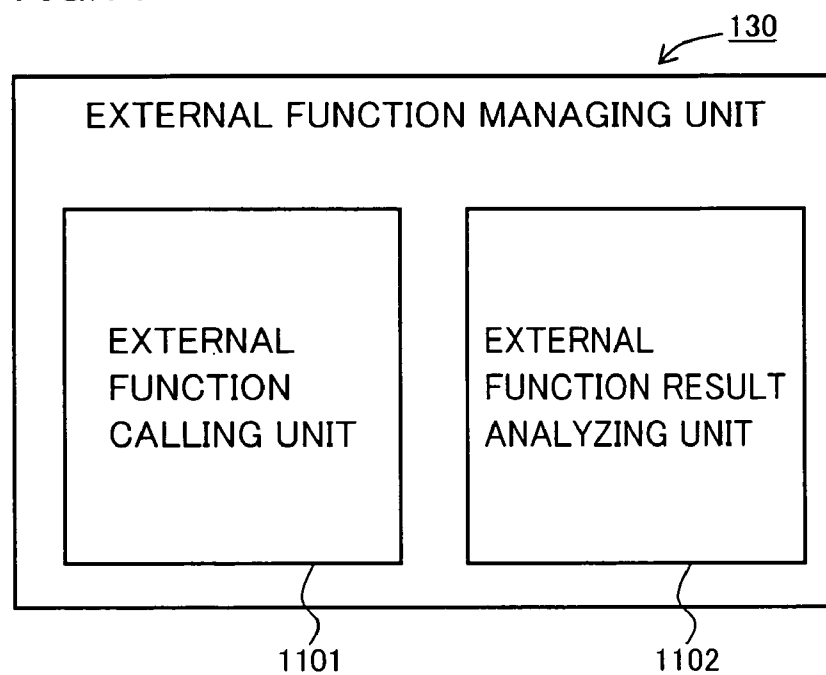 130
EXTERNAL FUNCTION MANAGING UNIT
EXTERNAL
FUNCTION
CALLING UNIT
EXTERNAL
FUNCTION RESULT
ANALYZING UNIT
1101
1102